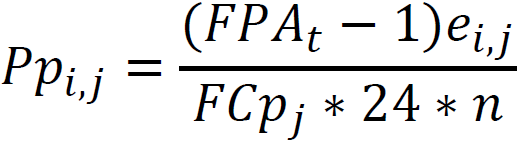 $Pp_{i,j} = \frac{(FPA_t - 1)e_{i,j}}{FCp_j * 24 * n}$